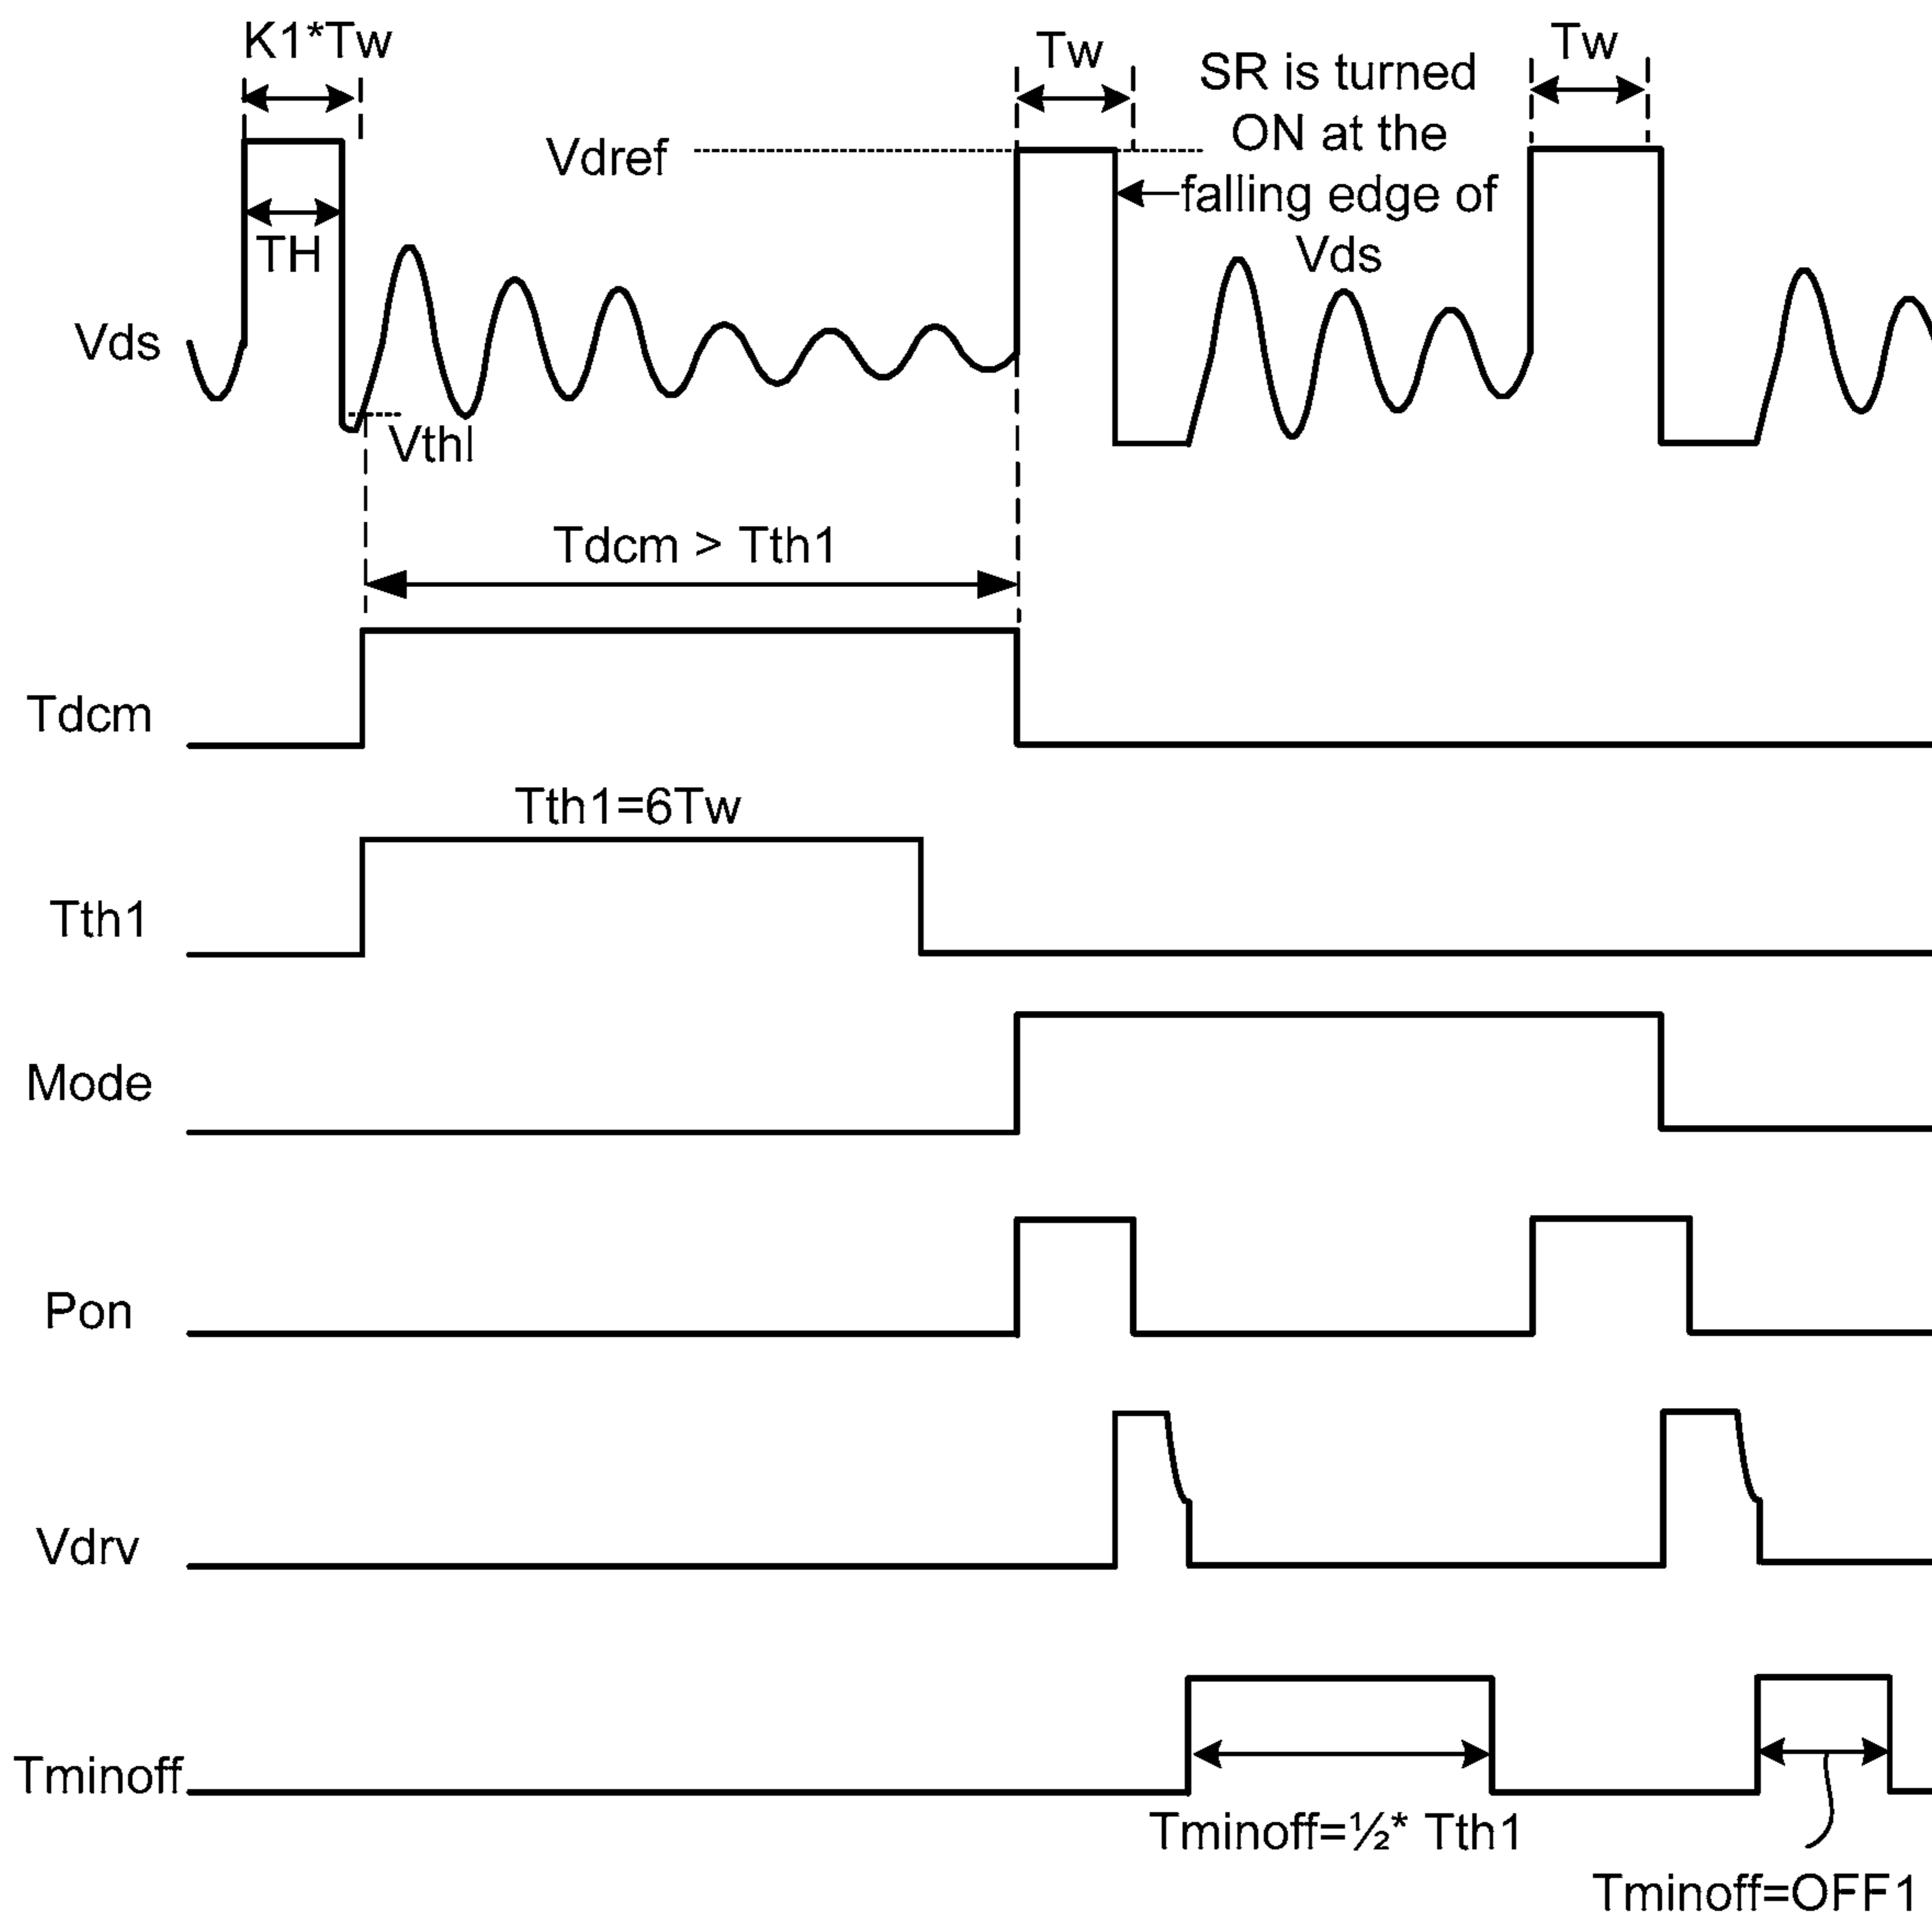 K1*Tw
Tw
SR is turned
ON at the
falling edge of
Vds
Tw
Vdref
TH
Vds
Vthl
Tdcm > Tth1
Tdcm
Tth1=6Tw
Tth1
Mode
Pon
Vdrv
Tminoff
Tminoff=½* Tth1
Tminoff=OFF1